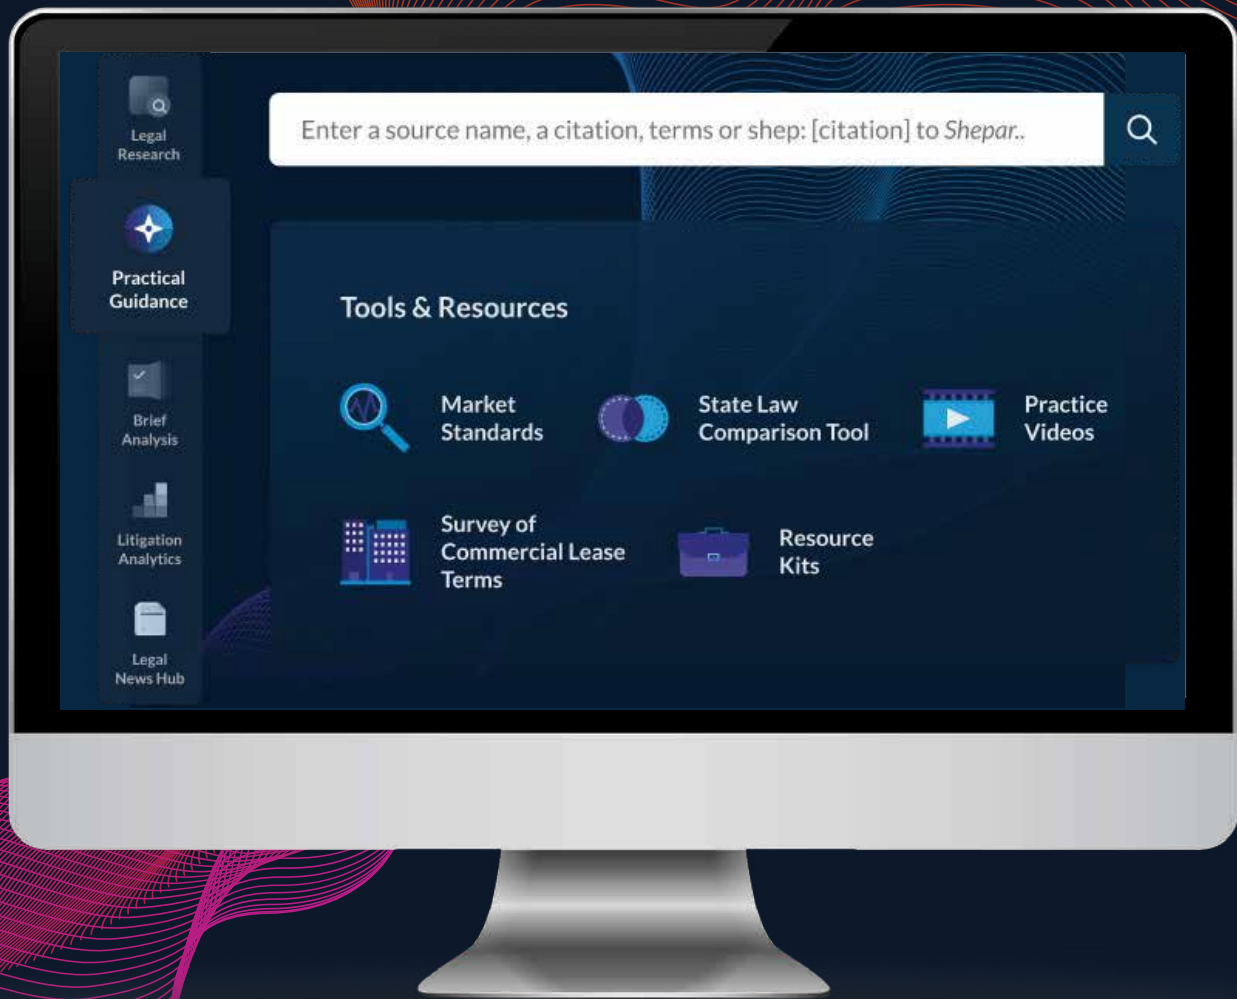 Legal
Research
Practical
Guidance
Brief
Analysis
Litigation
Analytics
Legal
News Hub
Enter a source name, a citation, terms or shep: [citation] to Shepar..
Tools & Resources
Market
Standards
State Law
Comparison Tool
Practice
Videos
Survey of
Commercial Lease
Terms
Resource
Kits